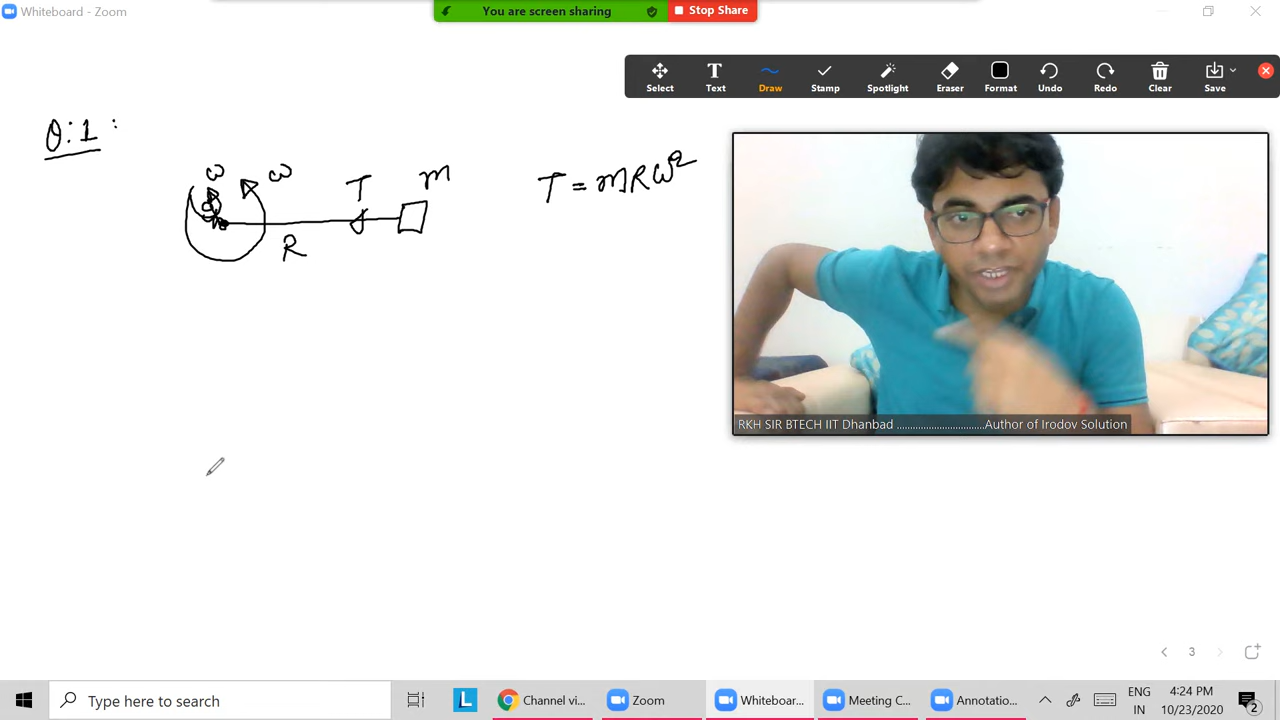 Whiteboard - Zoom
You are screen sharing
Stop Share
Select
Text
Draw
Stamp
Spotlight
Eraser
Format
Undo
Redo
Clear
Save
Q:1:
ω ω T m
R
T = mRω²
RKH SIR BTECH IIT Dhanbad ................................Author of Irodov Solution
3
Type here to search
L
Channel vi...
Zoom
Whiteboar...
Meeting C...
Annotatio...
ENG
IN
4:24 PM
10/23/2020
2